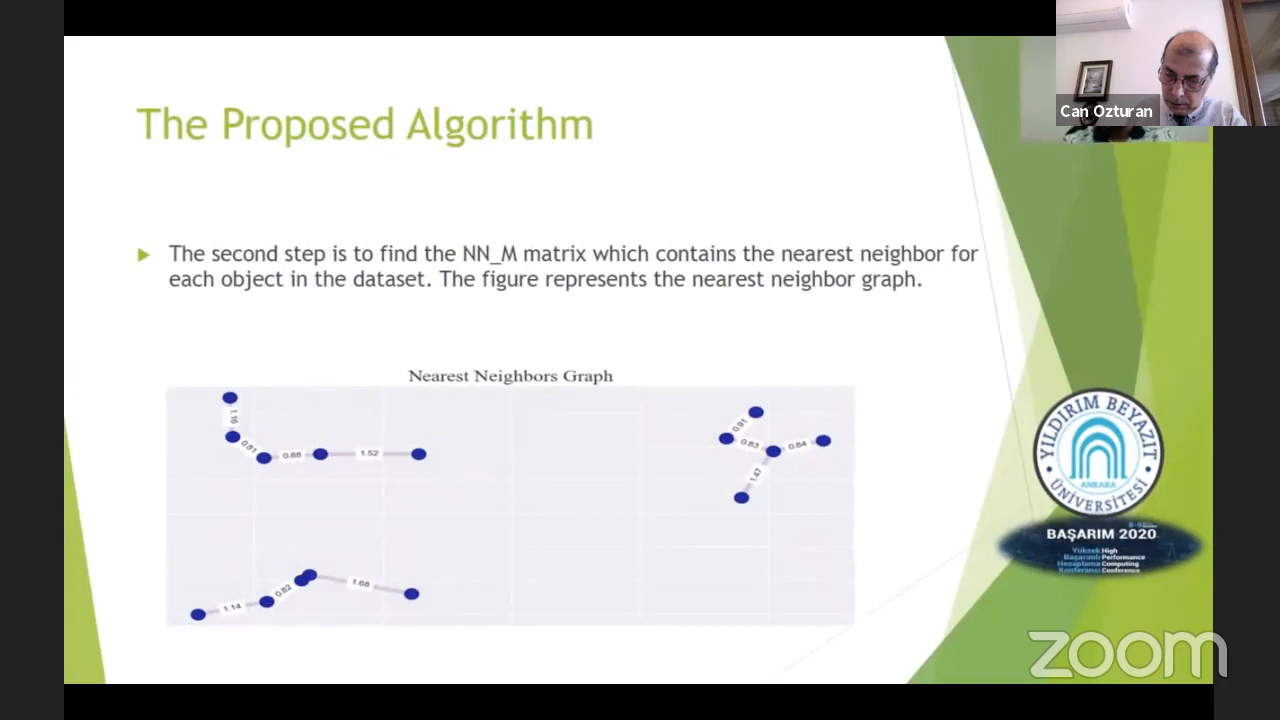 Can Ozturan
The Proposed Algorithm
The second step is to find the NN_M matrix which contains the nearest neighbor for
each object in the dataset. The figure represents the nearest neighbor graph.
Nearest Neighbors Graph
1.16
0.81
0.88
1.52
0.91
0.83
0.84
1.47
1.14
0.82
1.68
YILDIRIM BEYAZIT
ANKARA
ÜNİVERSİTESİ
BAŞARIM 2020
Yüksek High
Başarımlı Performance
Hesaplama Computing
Konferansı Conference
zoom